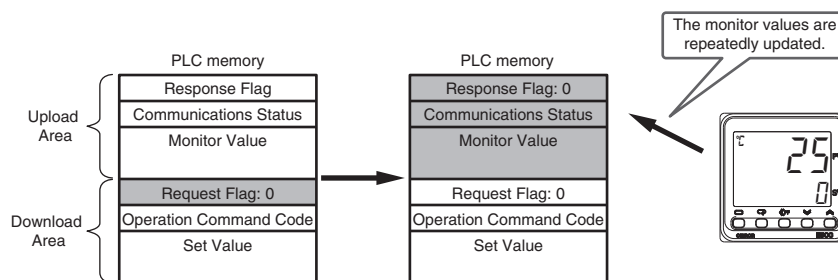 The monitor values are
repeatedly updated.
PLC memory
Response Flag
Communications Status
Monitor Value
Request Flag: 0
Operation Command Code
Set Value
Upload
Area
Download
Area
PLC memory
Response Flag: 0
Communications Status
Monitor Value
Request Flag: 0
Operation Command Code
Set Value
°C
25
0
omron